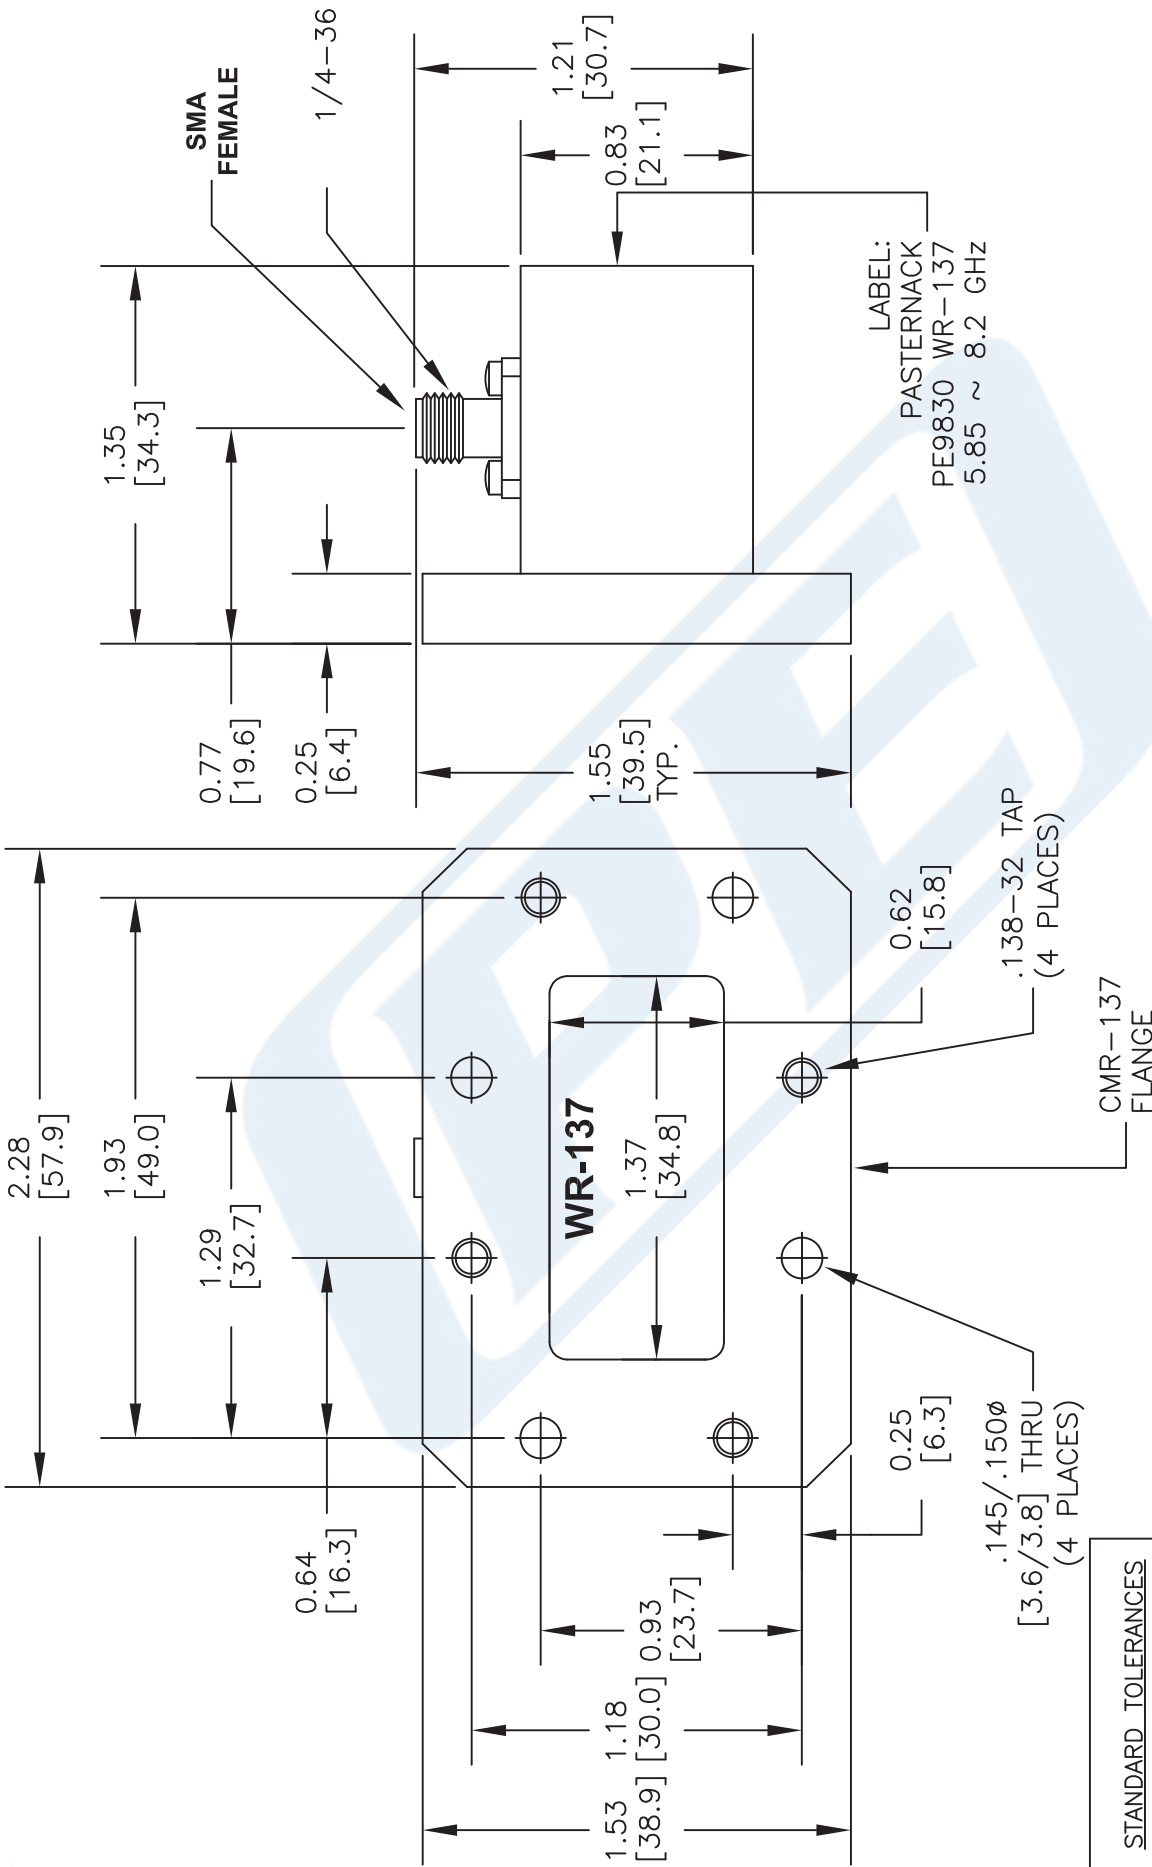 2.28
[57.9]
1.93
[49.0]
1.29
[32.7]
0.64
[16.3]
1.35
[34.3]
0.77
[19.6]
0.25
[6.4]
SMA
FEMALE
1/4-36
1.21
[30.7]
0.83
[21.1]
1.55
[39.5]
TYP.
LABEL:
PASTERNACK
PE9830 WR-137
5.85 ~ 8.2 GHz
WR-137
1.37
[34.8]
0.62
[15.8]
.138-32 TAP
(4 PLACES)
CMR-137
FLANGE
0.25
[6.3]
.145/.150ø
[3.6/3.8] THRU
(4 PLACES)
0.93
[23.7]
1.18
[30.0]
1.53
[38.9]
STANDARD TOLERANCES
PEI